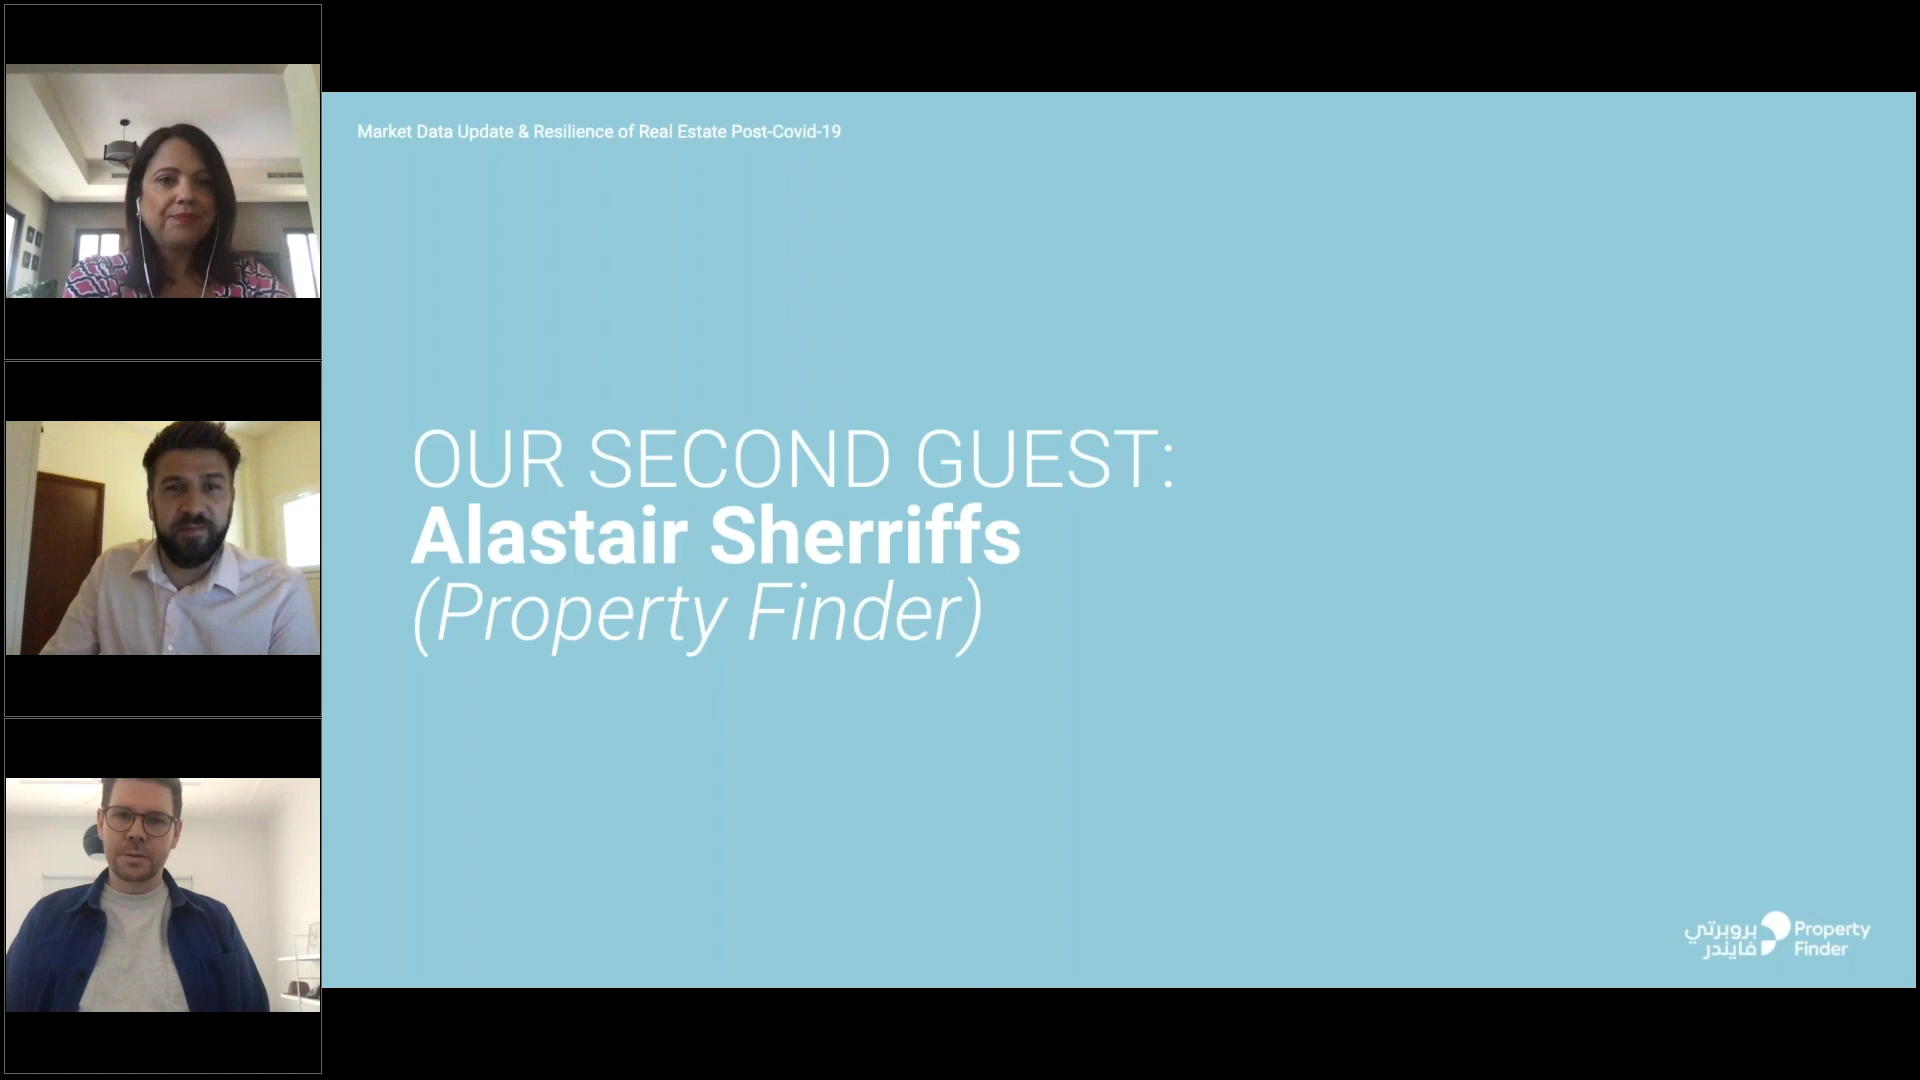 Market Data Update & Resilience of Real Estate Post-Covid-19
OUR SECOND GUEST:
Alastair Sherriffs
(Property Finder)
بروبرتي
فايندر
Property
Finder